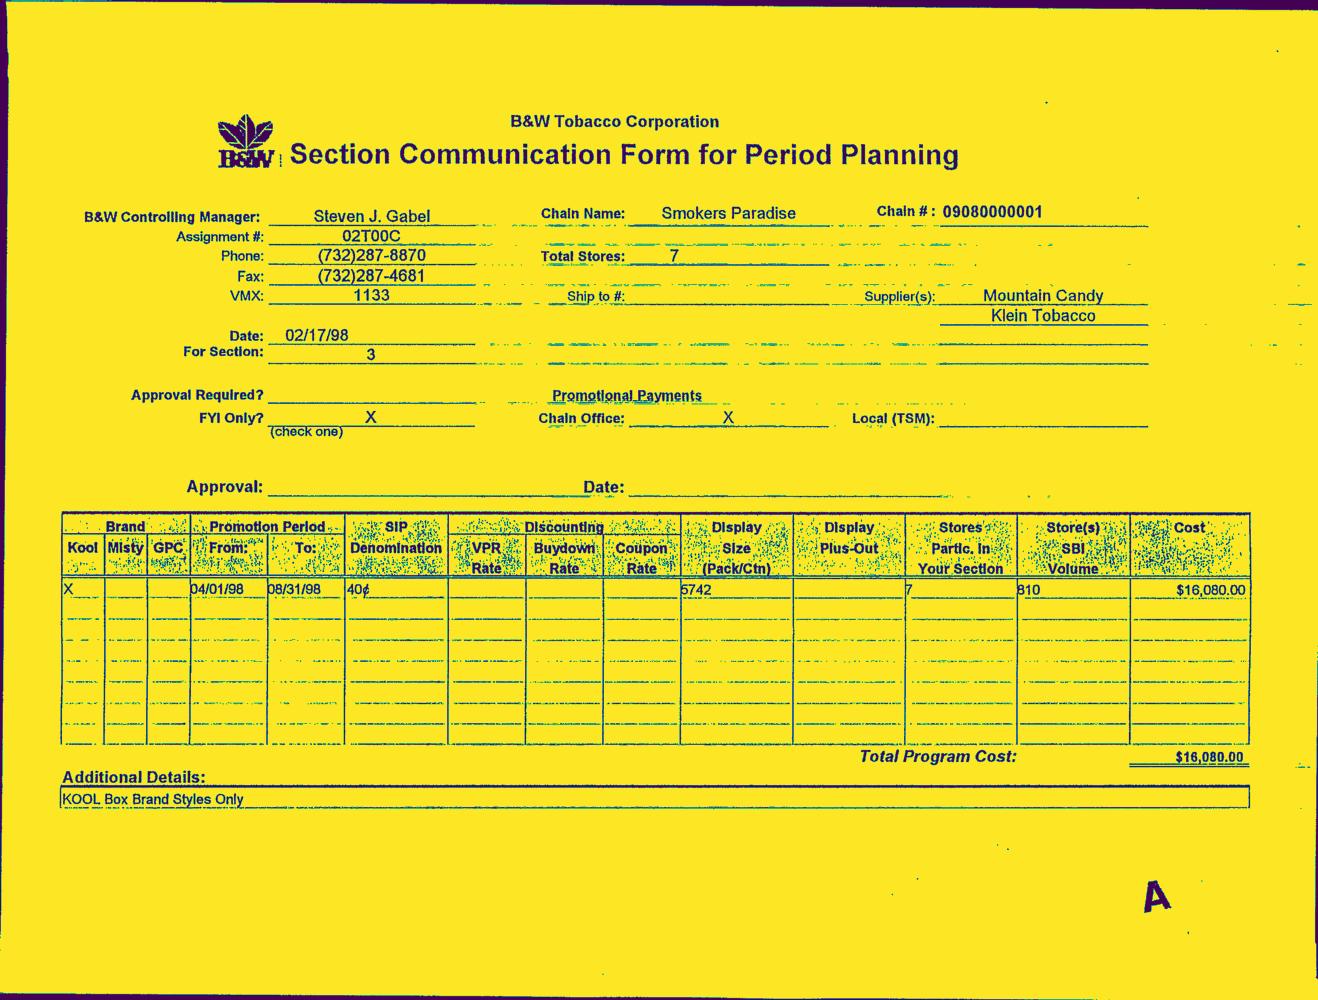 B&W Tobacco Corporation
B&W Section Communication Form for Period Planning
B&W Controlling Manager: Steven J. Gabel Chain Name: Smokers Paradise Chain # : 09080000001
Assignment #: 02T00C
Phone: (732)287-8870 Total Stores: 7
Fax: (732)287-4681
VMX: 1133 Ship to #: Supplier(s): Mountain Candy
Klein Tobacco
Date: 02/17/98
For Section: 3
Approval Required? Promotional Payments
FYI Only? X Chain Office: X Local (TSM):
(check one)
Approval: Date:
Brand Promotion Period SIP Discounting Display Display Stores Store(s) Cost
Kool Misty GPC From: To: Denomination VPR Buydown Coupon Size Plus-Out Partic. In SBI
Rate Rate Rate (Pack/Ctn) Your Section Volume
X 04/01/98 08/31/98 40¢ 5742 7 810 $16,080.00
Total Program Cost: $16,080.00
Additional Details:
KOOL Box Brand Styles Only
A